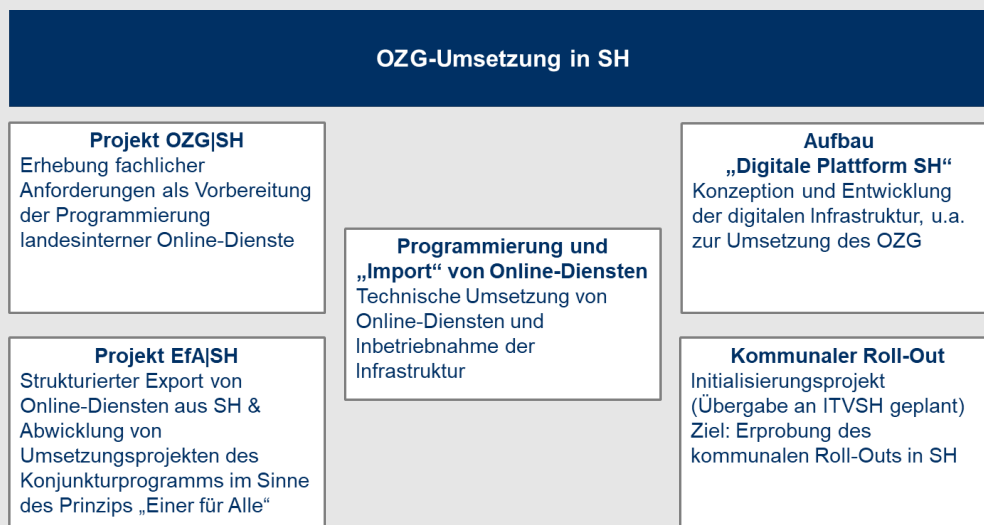 OZG-Umsetzung in SH
Projekt OZG|SH
Erhebung fachlicher
Anforderungen als Vorbereitung
der Programmierung
landesinterner Online-Dienste
Projekt EfA|SH
Strukturierter Export von
Online-Diensten aus SH &
Abwicklung von
Umsetzungsprojekten des
Konjunkturprogramms im Sinne
des Prinzips „Einer für Alle“
Programmierung und
„Import“ von Online-Diensten
Technische Umsetzung von
Online-Diensten und
Inbetriebnahme der
Infrastruktur
Aufbau
„Digitale Plattform SH“
Konzeption und Entwicklung
der digitalen Infrastruktur, u.a.
zur Umsetzung des OZG
Kommunaler Roll-Out
Initialisierungsprojekt
(Übergabe an ITVSH geplant)
Ziel: Erprobung des
kommunalen Roll-Outs in SH